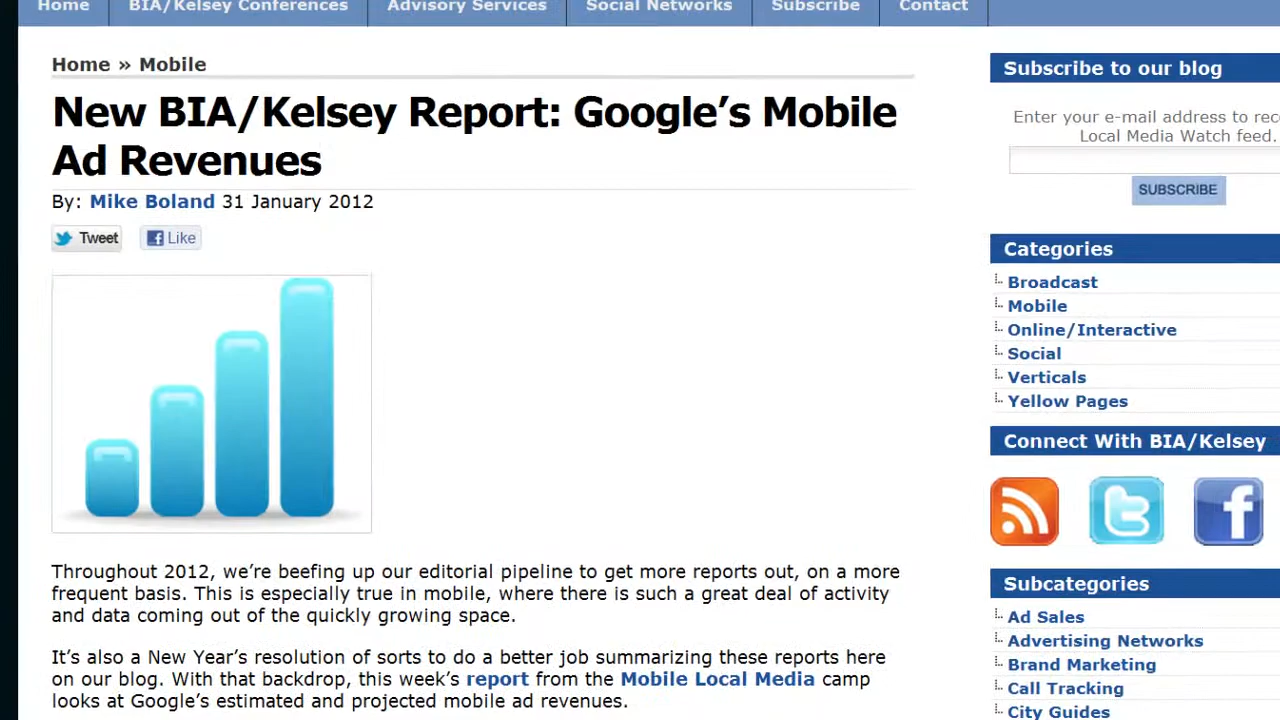 Home
BIA/Kelsey Conferences
Advisory Services
Social Networks
Subscribe
Contact
Home » Mobile
New BIA/Kelsey Report: Google’s Mobile
Ad Revenues
By: Mike Boland 31 January 2012
Tweet
Like
Throughout 2012, we’re beefing up our editorial pipeline to get more reports out, on a more
frequent basis. This is especially true in mobile, where there is such a great deal of activity
and data coming out of the quickly growing space.
It’s also a New Year’s resolution of sorts to do a better job summarizing these reports here
on our blog. With that backdrop, this week’s report from the Mobile Local Media camp
looks at Google’s estimated and projected mobile ad revenues.
Subscribe to our blog
Enter your e-mail address to
Local Media Watch feed.
SUBSCRIBE
Categories
Broadcast
Mobile
Online/Interactive
Social
Verticals
Yellow Pages
Connect With BIA/Kelsey
Subcategories
Ad Sales
Advertising Networks
Brand Marketing
Call Tracking
City Guides